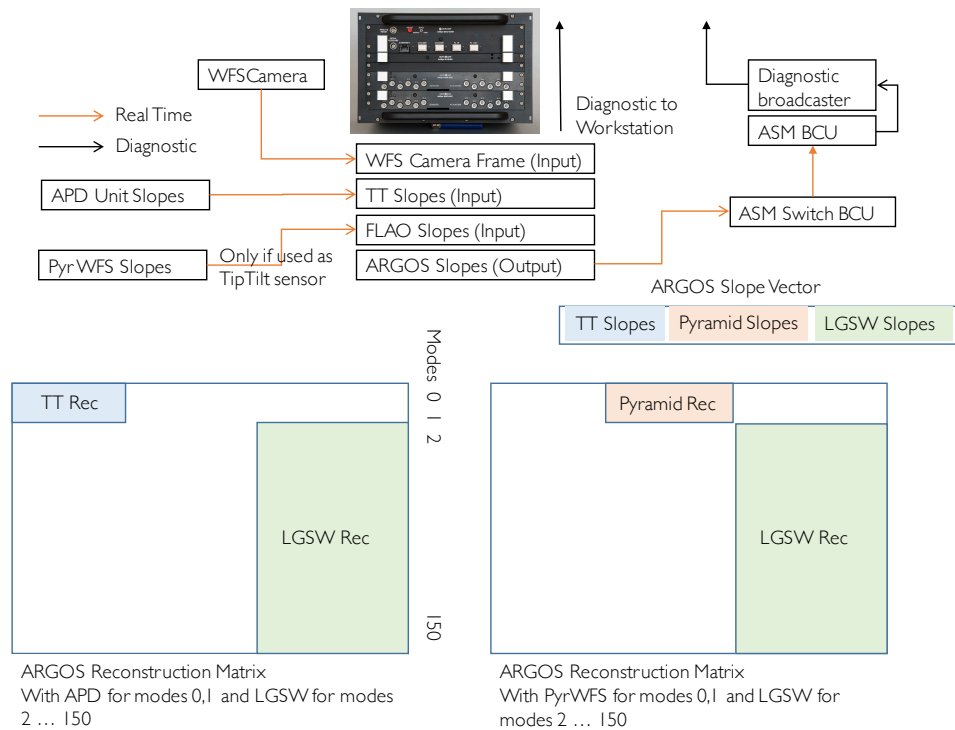 WFSCamera
Real Time
Diagnostic
Diagnostic to
Workstation
Diagnostic
broadcaster
ASM BCU
WFS Camera Frame (Input)
APD Unit Slopes
TT Slopes (Input)
ASM Switch BCU
FLAO Slopes (Input)
Pyr WFS Slopes
Only if used as
TipTilt sensor
ARGOS Slopes (Output)
ARGOS Slope Vector
TT Slopes
Pyramid Slopes
LGSW Slopes
Modes 0 1 2
150
TT Rec
LGSW Rec
Pyramid Rec
LGSW Rec
ARGOS Reconstruction Matrix
With APD for modes 0,1 and LGSW for modes
2 … 150
ARGOS Reconstruction Matrix
With PyrWFS for modes 0,1 and LGSW for
modes 2 … 150